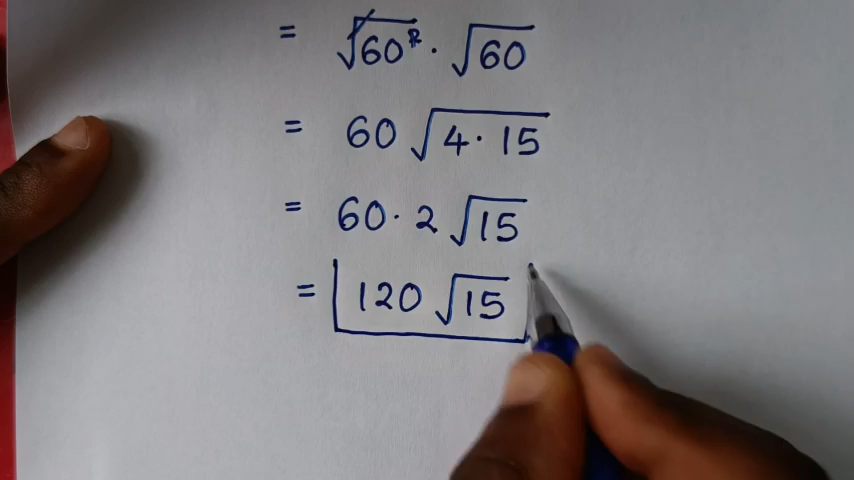 = √60² · √60
= 60 √4 · 15
= 60 · 2 √15
= 120 √15